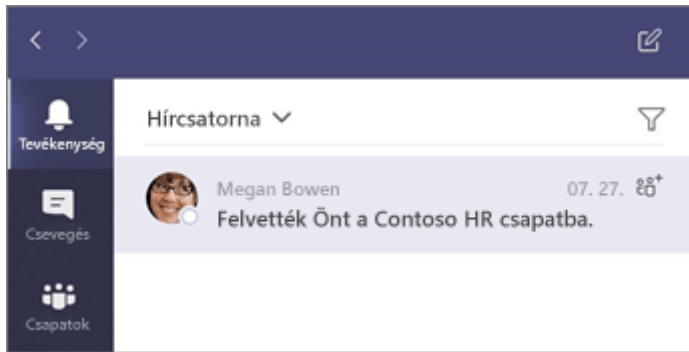 Tevékenység
Csevegés
Csapatok
Hírcsatorna
Megan Bowen 07. 27.
Felvették Önt a Contoso HR csapatba.